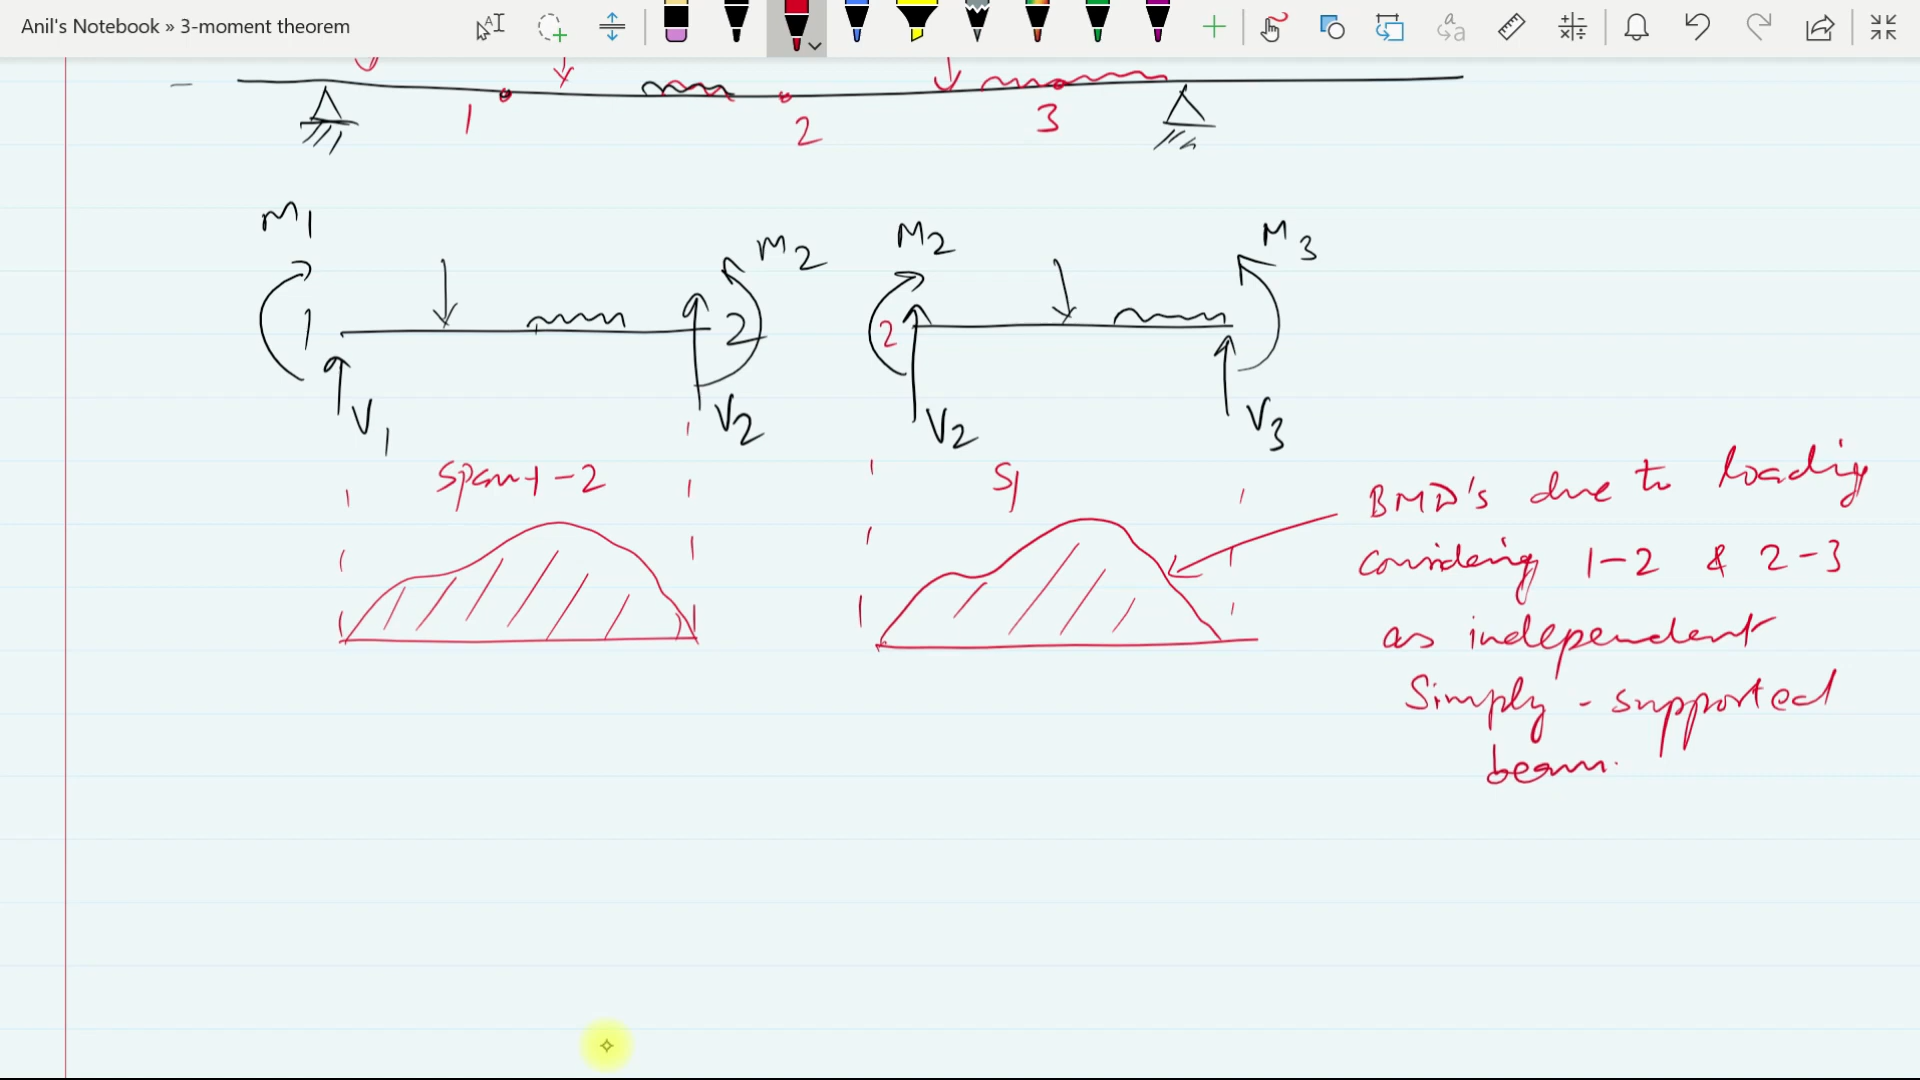 Anil's Notebook » 3-moment theorem
1 2 3
M1 M2 M2 M3
1 2 2
V1 V2 V2 V3
Span 1-2
BMD's due to loading
considering 1-2 & 2-3
as independent
Simply - supported
beam.